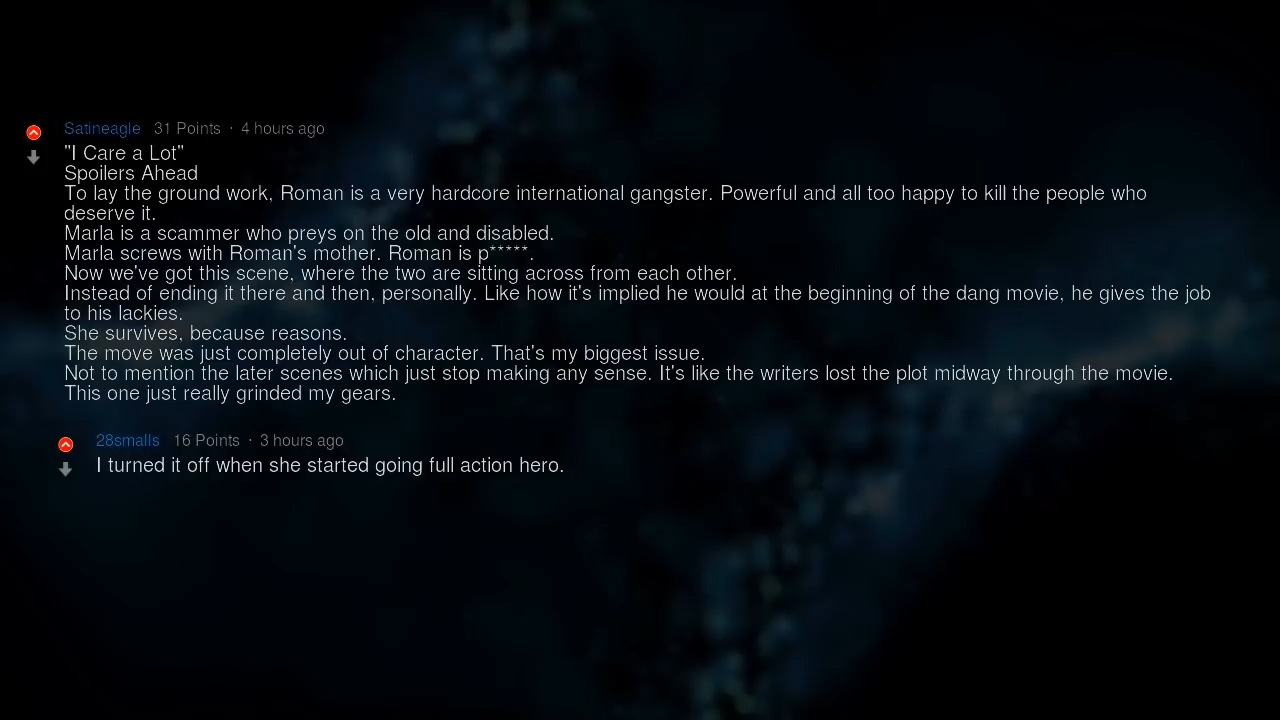 Satineagle 31 Points · 4 hours ago
"I Care a Lot"
Spoilers Ahead
To lay the ground work, Roman is a very hardcore international gangster. Powerful and all too happy to kill the people who
deserve it.
Marla is a scammer who preys on the old and disabled.
Marla screws with Roman's mother. Roman is p*****.
Now we've got this scene, where the two are sitting across from each other.
Instead of ending it there and then, personally. Like how it's implied he would at the beginning of the dang movie, he gives the job
to his lackies.
She survives, because reasons.
The move was just completely out of character. That's my biggest issue.
Not to mention the later scenes which just stop making any sense. It's like the writers lost the plot midway through the movie.
This one just really grinded my gears.
28smalls 16 Points · 3 hours ago
I turned it off when she started going full action hero.